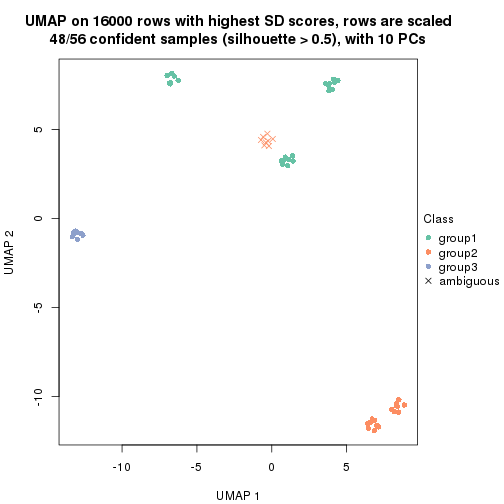 UMAP on 16000 rows with highest SD scores, rows are scaled
48/56 confident samples (silhouette > 0.5), with 10 PCs
5
0
-5
-10
UMAP 2
-10
-5
0
5
UMAP 1
Class
group1
group2
group3
ambiguous